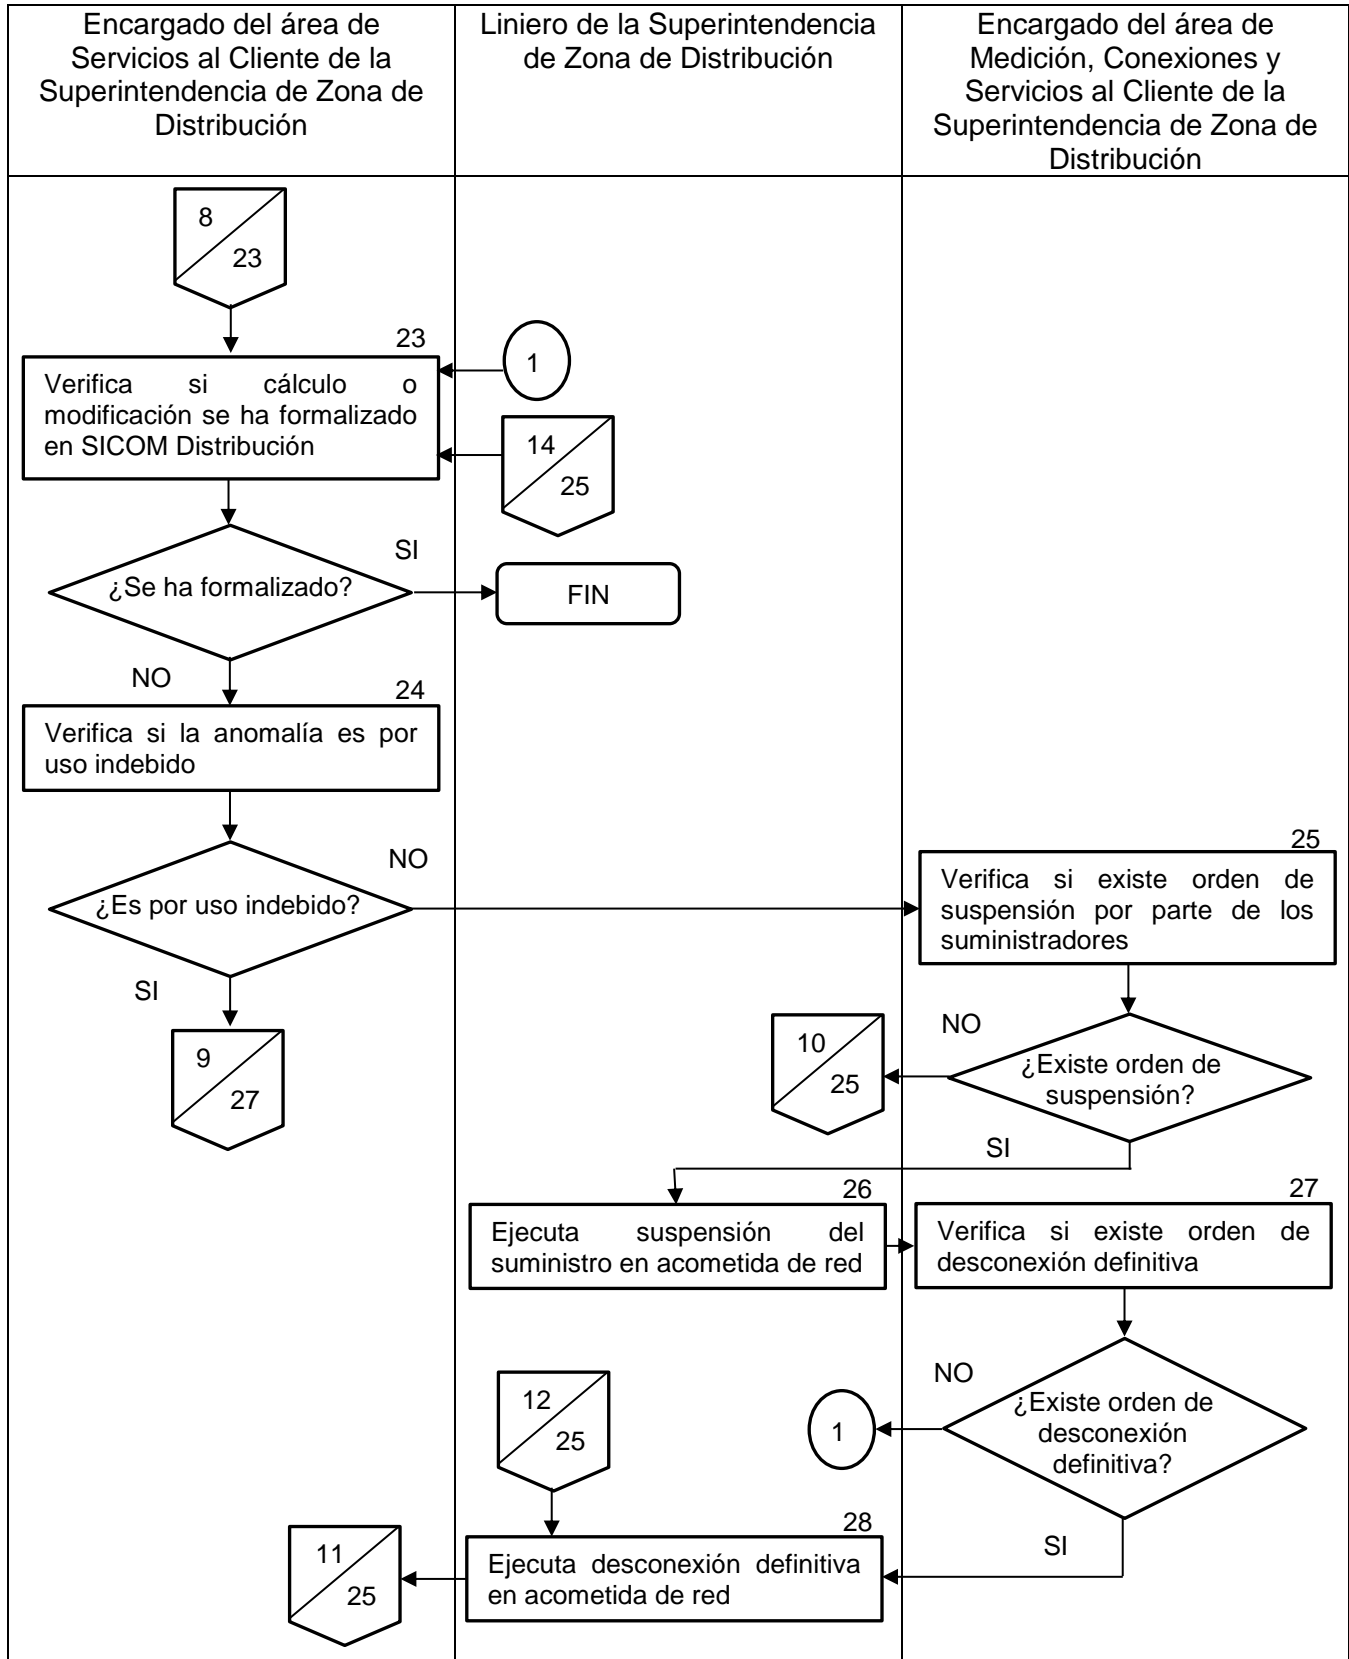 Encargado del área de
Servicios al Cliente de la
Superintendencia de Zona de
Distribución
Liniero de la Superintendencia
de Zona de Distribución
Encargado del área de
Medición, Conexiones y
Servicios al Cliente de la
Superintendencia de Zona de
Distribución
8
23
23
Verifica si cálculo o
modificación se ha formalizado
en SICOM Distribución
1
14
25
¿Se ha formalizado?
SI
FIN
NO
24
Verifica si la anomalía es por
uso indebido
¿Es por uso indebido?
NO
SI
9
27
25
Verifica si existe orden de
suspensión por parte de los
suministradores
NO
¿Existe orden de
suspensión?
10
25
SI
26
Ejecuta suspensión del
suministro en acometida de red
27
Verifica si existe orden de
desconexión definitiva
NO
¿Existe orden de
desconexión
definitiva?
1
12
25
SI
28
Ejecuta desconexión definitiva
en acometida de red
11
25